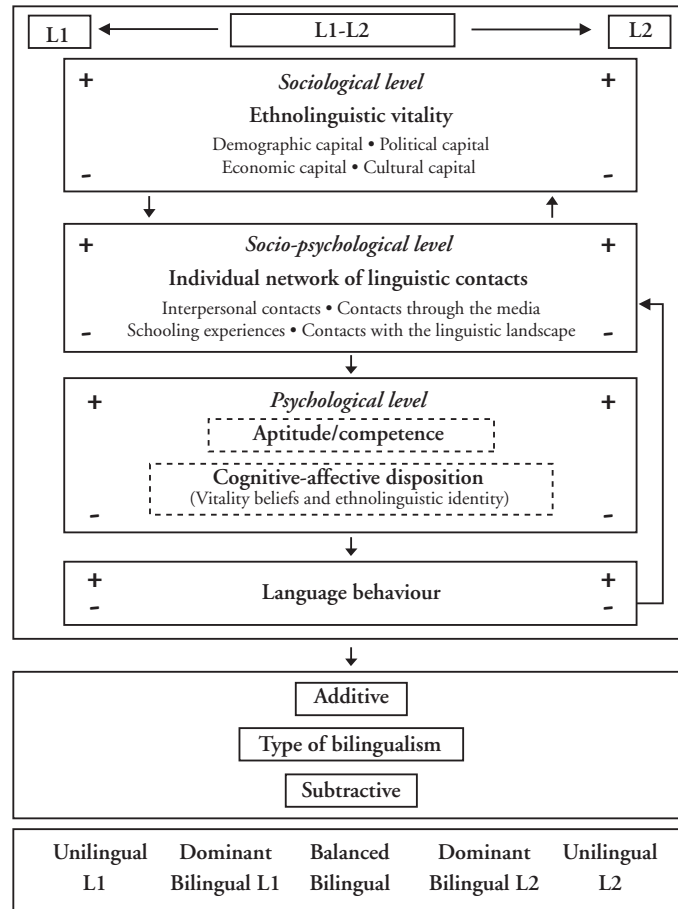 L1
L1-L2
L2
+ +
Sociological level
Ethnolinguistic vitality
Demographic capital • Political capital
Economic capital • Cultural capital
- -
+ +
Socio-psychological level
Individual network of linguistic contacts
Interpersonal contacts • Contacts through the media
Schooling experiences • Contacts with the linguistic landscape
- -
+ +
Psychological level
Aptitude/competence
Cognitive-affective disposition
(Vitality beliefs and ethnolinguistic identity)
- -
+ +
Language behaviour
- -
Additive
Type of bilingualism
Subtractive
Unilingual Dominant Balanced Dominant Unilingual
L1 Bilingual L1 Bilingual Bilingual L2 L2